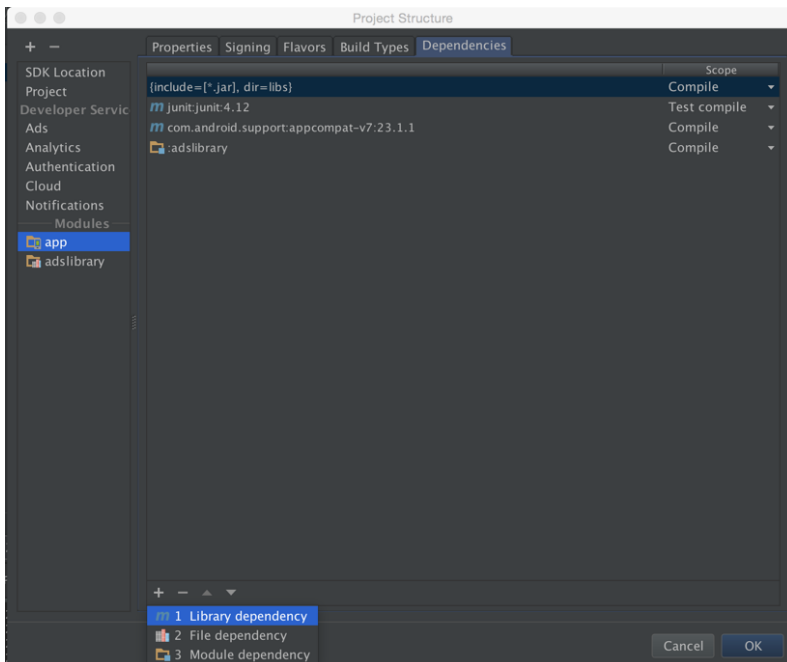 Project Structure
+ −
Properties Signing Flavors Build Types Dependencies
SDK Location
Project
Developer Servic
Ads
Analytics
Authentication
Cloud
Notifications
Modules
app
adslibrary
Scope
{include=[*.jar], dir=libs} Compile
m junit:junit:4.12 Test compile
m com.android.support:appcompat-v7:23.1.1 Compile
:adslibrary Compile
+ −
m 1 Library dependency
2 File dependency
3 Module dependency
Cancel OK